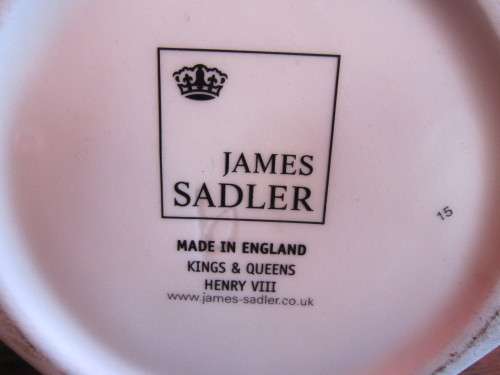 JAMES
SADLER
15
MADE IN ENGLAND
KINGS & QUEENS
HENRY VIII
www.james-sadler.co.uk